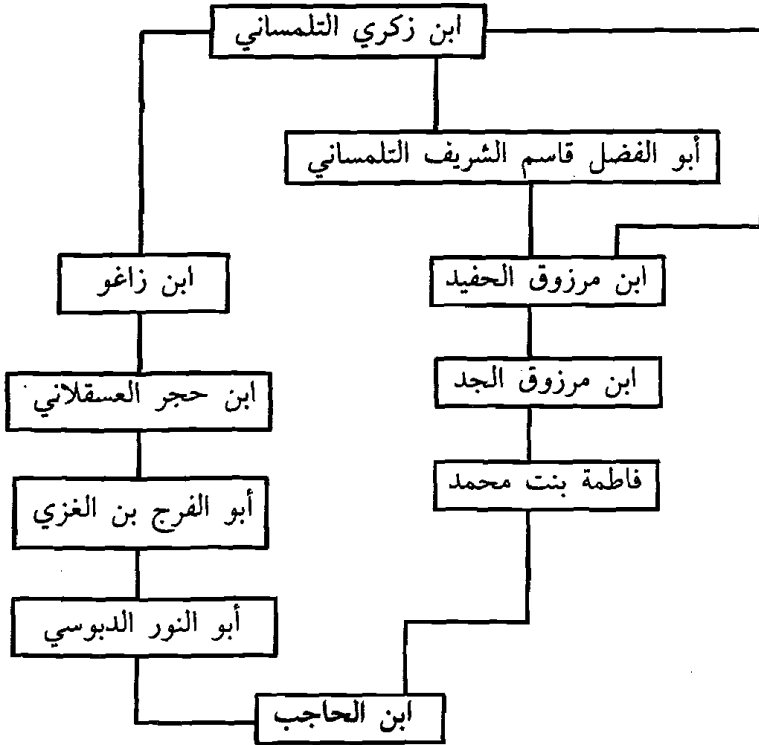 ابن زكري التلمساني
أبو الفضل قاسم الشريف التلمساني
ابن زاغو
ابن مرزوق الحفيد
ابن حجر العسقلاني
ابن مرزوق الجد
أبو الفرج بن الغزي
فاطمة بنت محمد
أبو النور الدبوسي
ابن الحاجب